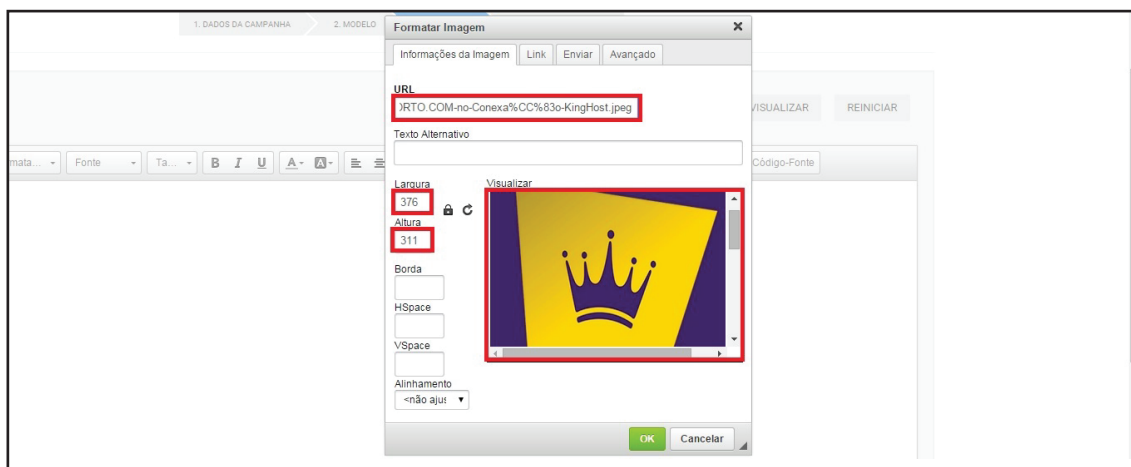 1. DADOS DA CAMPANHA
2. MODELO
Formatar Imagem
Informações da Imagem Link Enviar Avançado
URL
ORTO.COM-no-Conexa%CC%83o-KingHost.jpeg
VISUALIZAR REINICIAR
Texto Alternativo
mata... Fonte Ta... B I U A A Código-Fonte
Largura Visualizar
376
Altura
311
Borda
HSpace
VSpace
Alinhamento
<não ajus
OK Cancelar